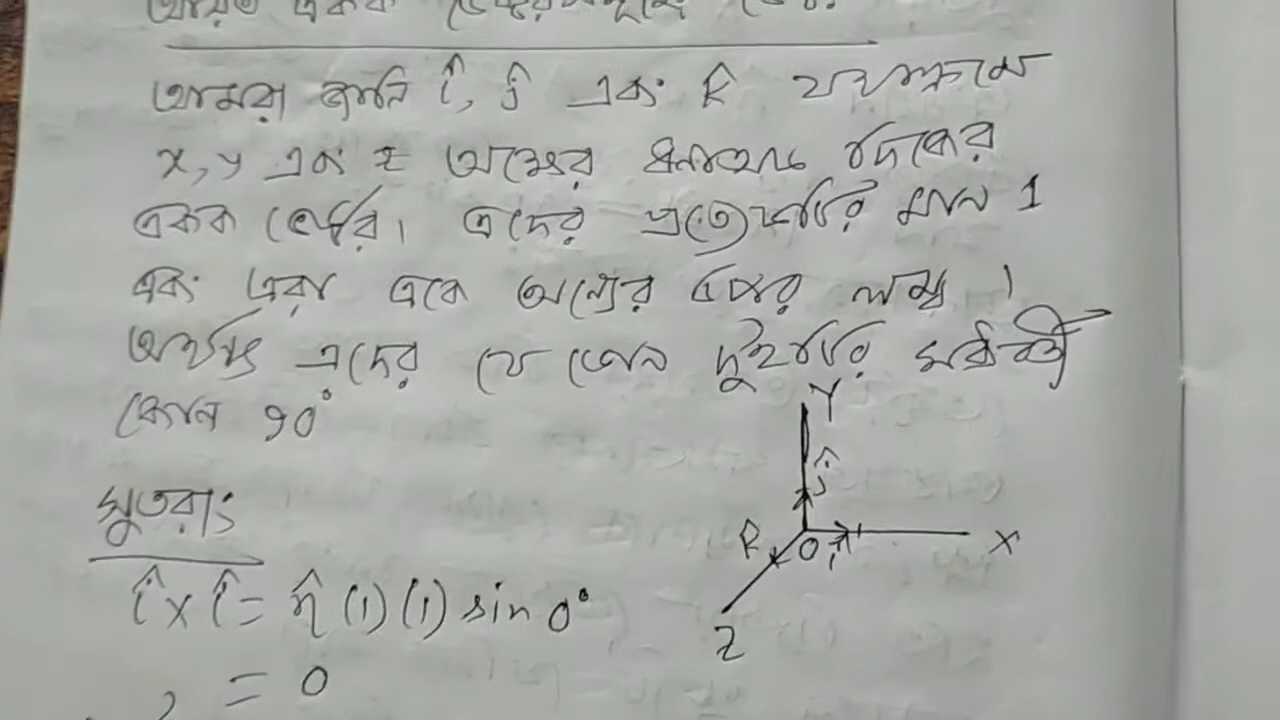 আমরা জানি î, ĵ এবং k̂ যথাক্রমে
x, y এবং z অক্ষের ধনাত্মক দিকের
একক ভেক্টর। এদের প্রত্যেকটির মান 1
এবং এরা একে অন্যের উপর লম্ব ।
অর্থাৎ এদের যে কোন দুইটির মধ্যবর্তী
কোন 90°
Y
ĵ
k̂ O î X
Z
সুতরাং
î x î = η̂ (1) (1) sin 0°
= 0